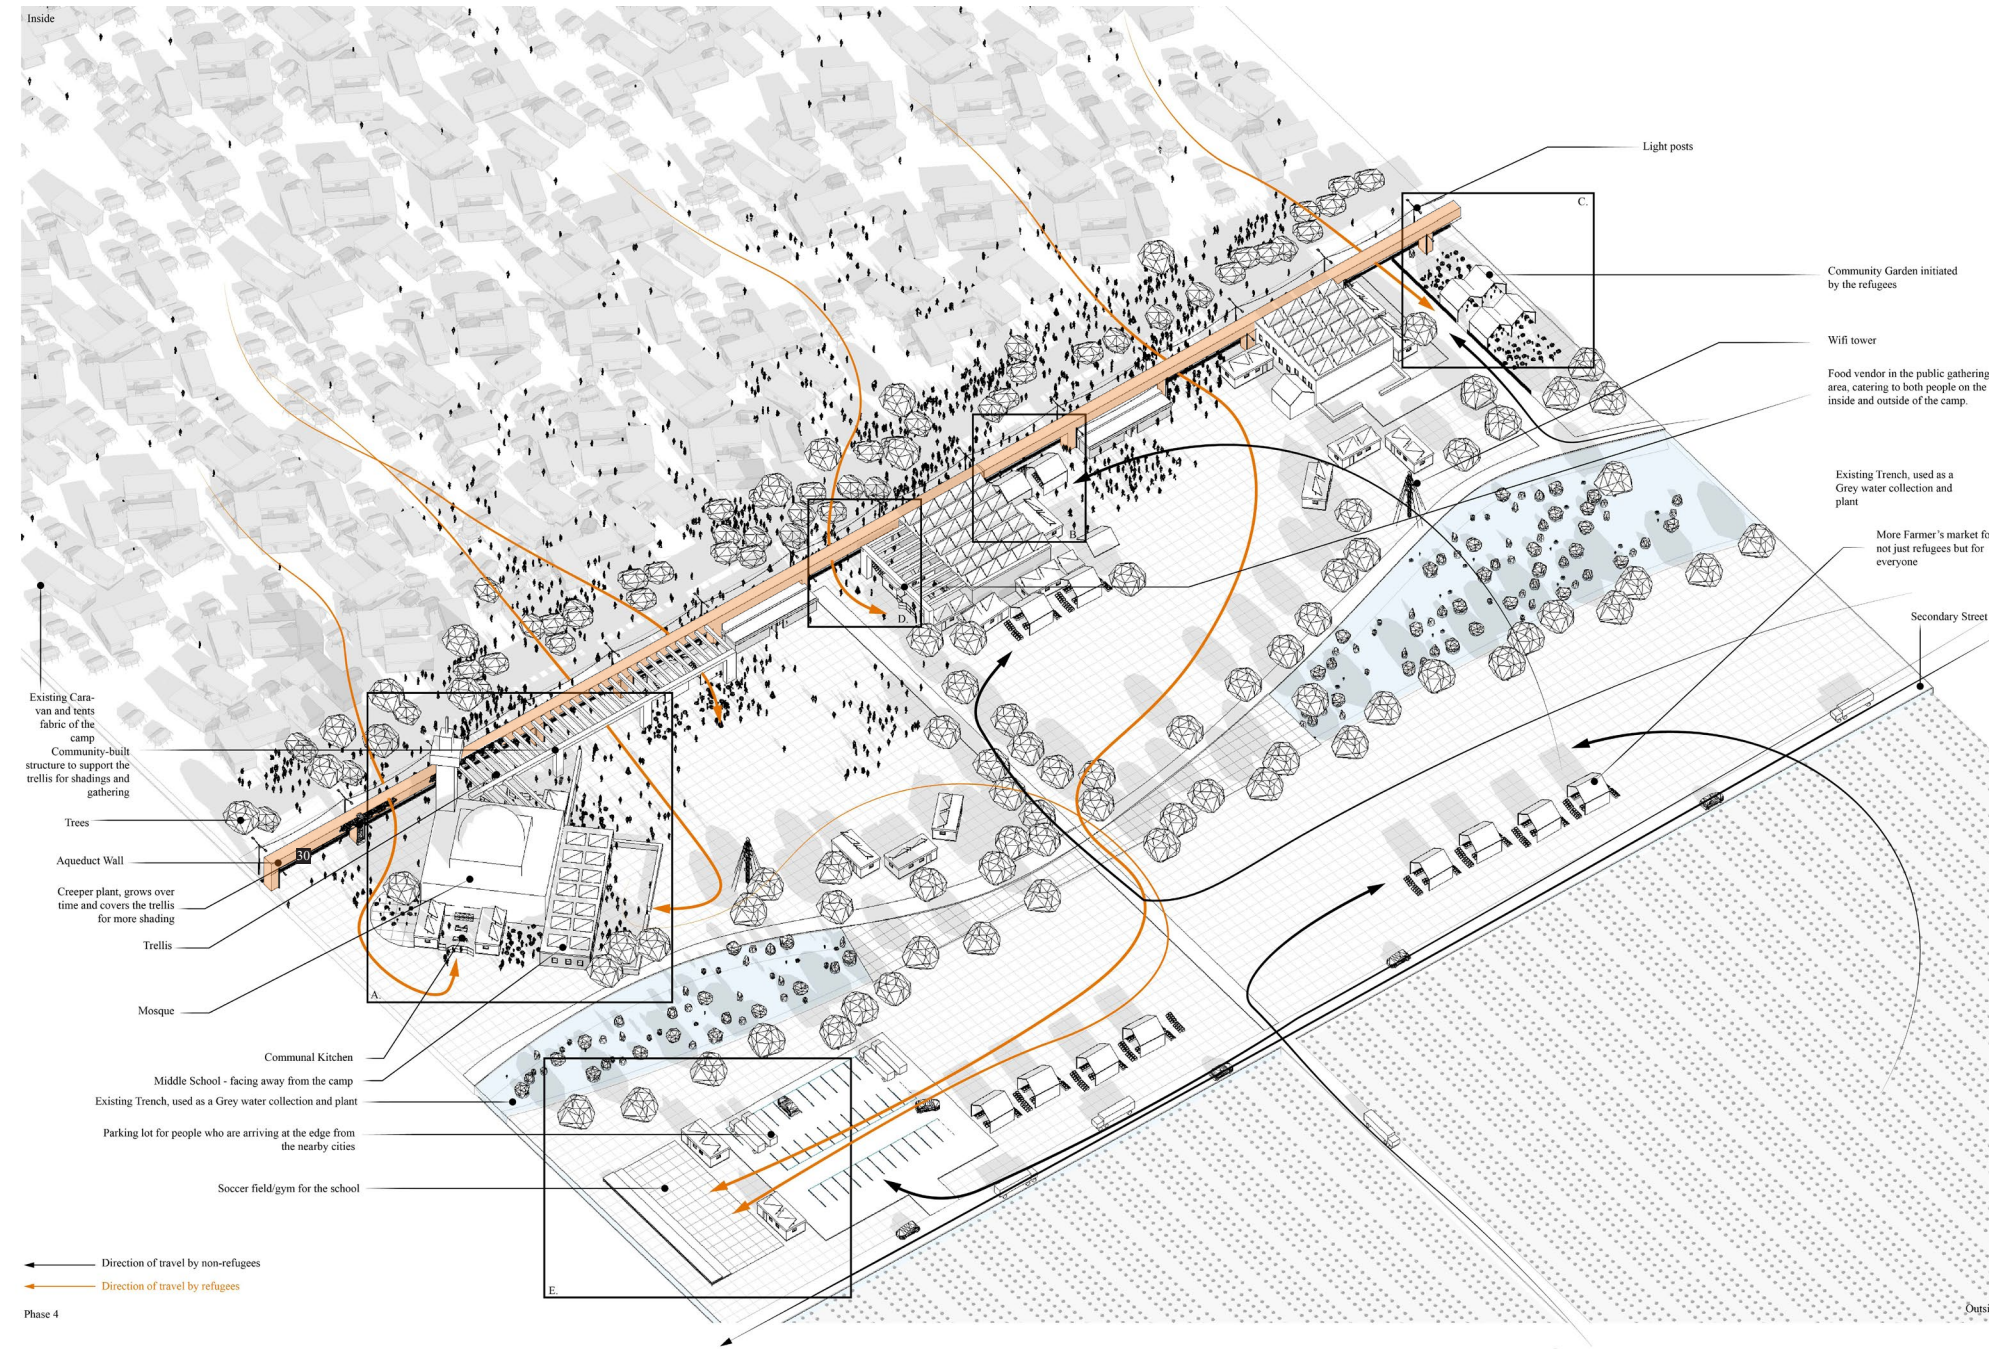 Inside
Light posts
C.
Community Garden initiated
by the refugees
Wifi tower
Food vendor in the public gathering
area, catering to both people on the
inside and outside of the camp.
Existing Trench, used as a
Grey water collection and
plant
B.
More Farmer's market fo
not just refugees but for
everyone
D.
Secondary Street
Existing Cara-
van and tents
fabric of the
camp
Community-built
structure to support the
trellis for shadings and
gathering
Trees
Aqueduct Wall
30
Creeper plant, grows over
time and covers the trellis
for more shading
Trellis
A.
Mosque
Communal Kitchen
Middle School - facing away from the camp
Existing Trench, used as a Grey water collection and plant
Parking lot for people who are arriving at the edge from
the nearby cities
Soccer field/gym for the school
E.
Direction of travel by non-refugees
Direction of travel by refugees
Phase 4
Outsi